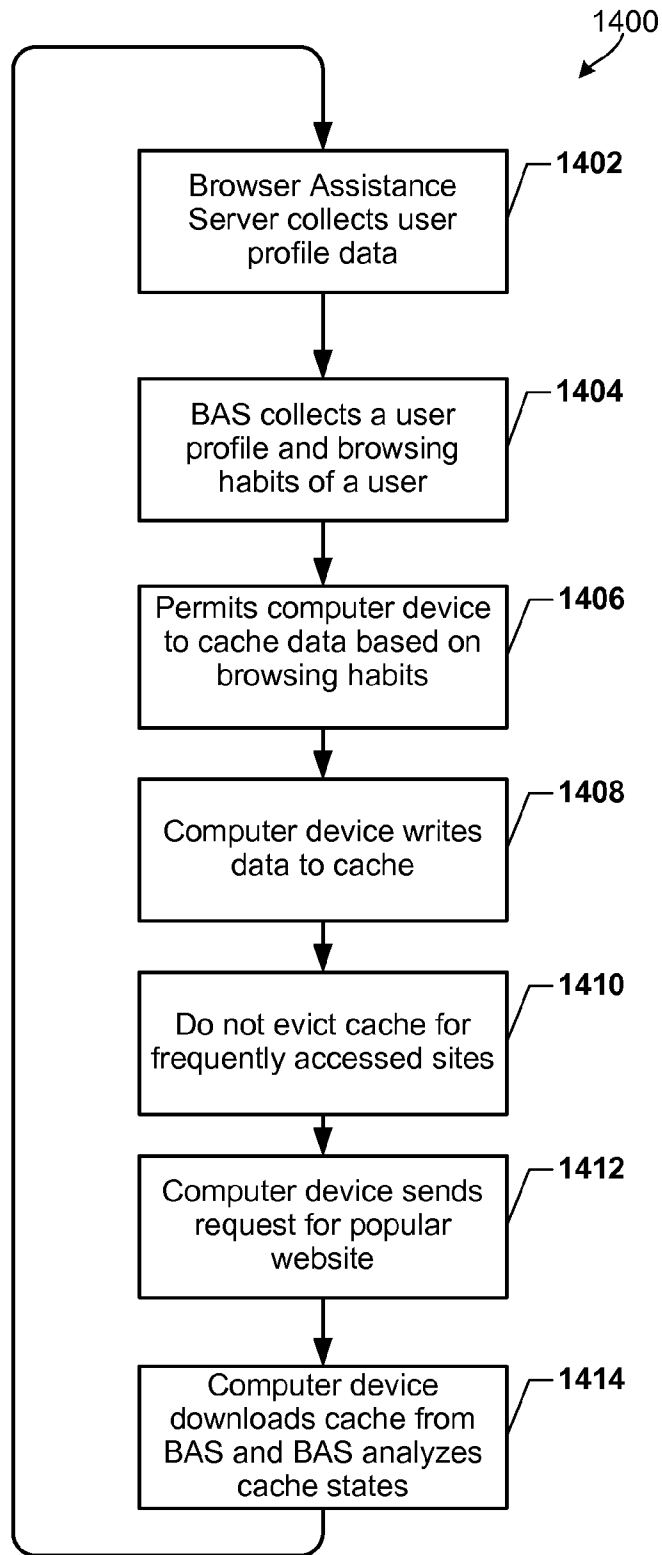 1400
Browser Assistance
Server collects user
profile data
1402
BAS collects a user
profile and browsing
habits of a user
1404
Permits computer device
to cache data based on
browsing habits
1406
Computer device writes
data to cache
1408
Do not evict cache for
frequently accessed sites
1410
Computer device sends
request for popular
website
1412
Computer device
downloads cache from
BAS and BAS analyzes
cache states
1414